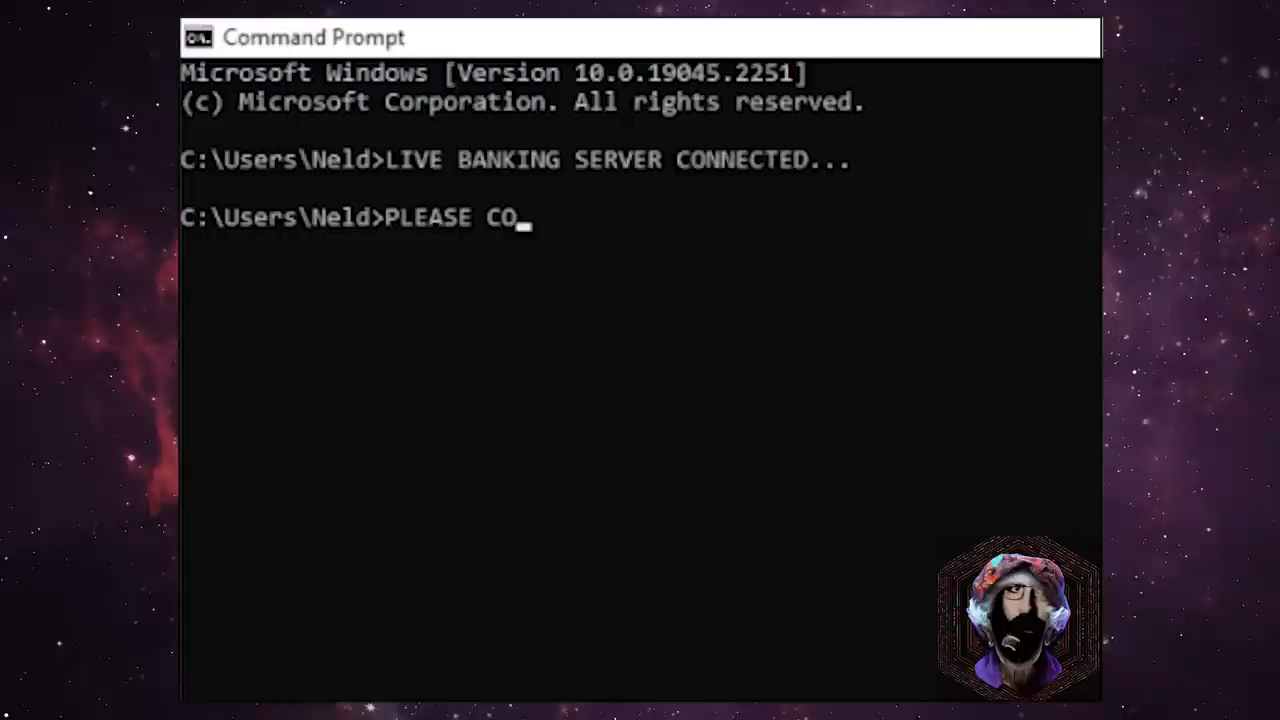 Command Prompt
Microsoft Windows [Version 10.0.19045.2251]
(c) Microsoft Corporation. All rights reserved.
C:\Users\Neld>LIVE BANKING SERVER CONNECTED...
C:\Users\Neld>PLEASE CO